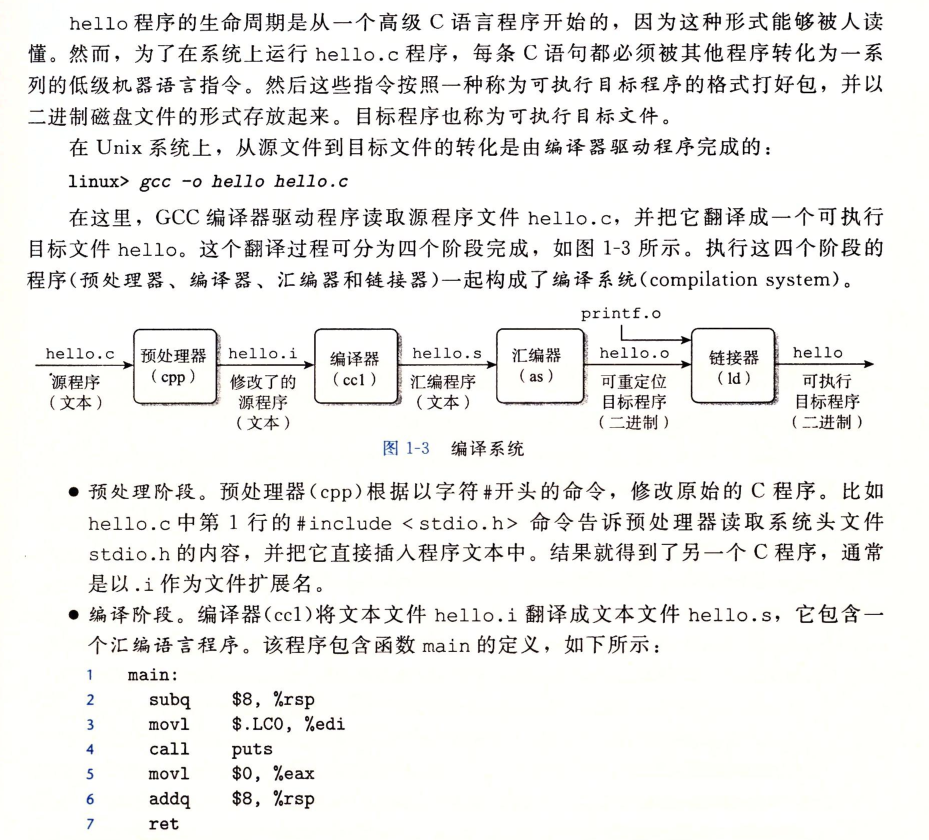 hello 程序的生命周期是从一个高级 C 语言程序开始的，因为这种形式能够被人读
懂。然而，为了在系统上运行 hello.c 程序，每条 C 语句都必须被其他程序转化为一系
列的低级机器语言指令。然后这些指令按照一种称为可执行目标程序的格式打好包，并以
二进制磁盘文件的形式存放起来。目标程序也称为可执行目标文件。
在 Unix 系统上，从源文件到目标文件的转化是由编译器驱动程序完成的：
linux> gcc -o hello hello.c
在这里，GCC 编译器驱动程序读取源程序文件 hello.c，并把它翻译成一个可执行
目标文件 hello。这个翻译过程可分为四个阶段完成，如图 1-3 所示。执行这四个阶段的
程序(预处理器、编译器、汇编器和链接器)一起构成了编译系统(compilation system)。
printf.o
hello.c
源程序
（文本）
预处理器
（cpp）
hello.i
修改了的
源程序
（文本）
编译器
（cc1）
hello.s
汇编程序
（文本）
汇编器
（as）
hello.o
可重定位
目标程序
（二进制）
链接器
（ld）
hello
可执行
目标程序
（二进制）
图 1-3 编译系统
● 预处理阶段。预处理器(cpp)根据以字符#开头的命令，修改原始的 C 程序。比如
hello.c 中第 1 行的 #include <stdio.h> 命令告诉预处理器读取系统头文件
stdio.h 的内容，并把它直接插入程序文本中。结果就得到了另一个 C 程序，通常
是以 .i 作为文件扩展名。
● 编译阶段。编译器(cc1)将文本文件 hello.i 翻译成文本文件 hello.s，它包含一
个汇编语言程序。该程序包含函数 main 的定义，如下所示：
1 main:
2 subq $8, %rsp
3 movl $.LC0, %edi
4 call puts
5 movl $0, %eax
6 addq $8, %rsp
7 ret